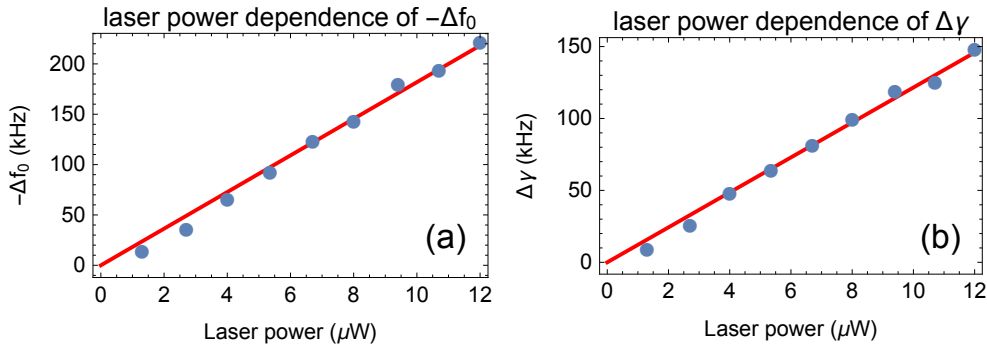 laser power dependence of −Δf₀
−Δf₀ (kHz)
200
150
100
50
0
(a)
0 2 4 6 8 10 12
Laser power (μW)
laser power dependence of Δγ
Δγ (kHz)
150
100
50
0
(b)
0 2 4 6 8 10 12
Laser power (μW)